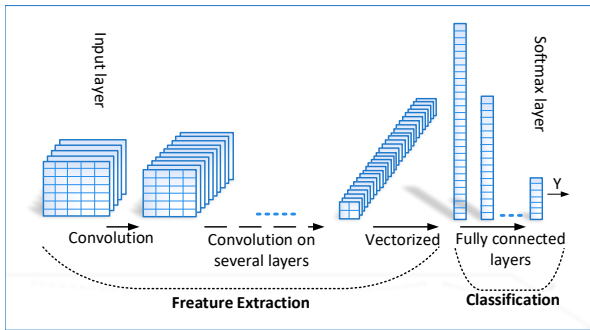 Input layer
Softmax layer
Y
Convolution
Convolution on
several layers
Vectorized
Fully connected
layers
Freature Extraction
Classification